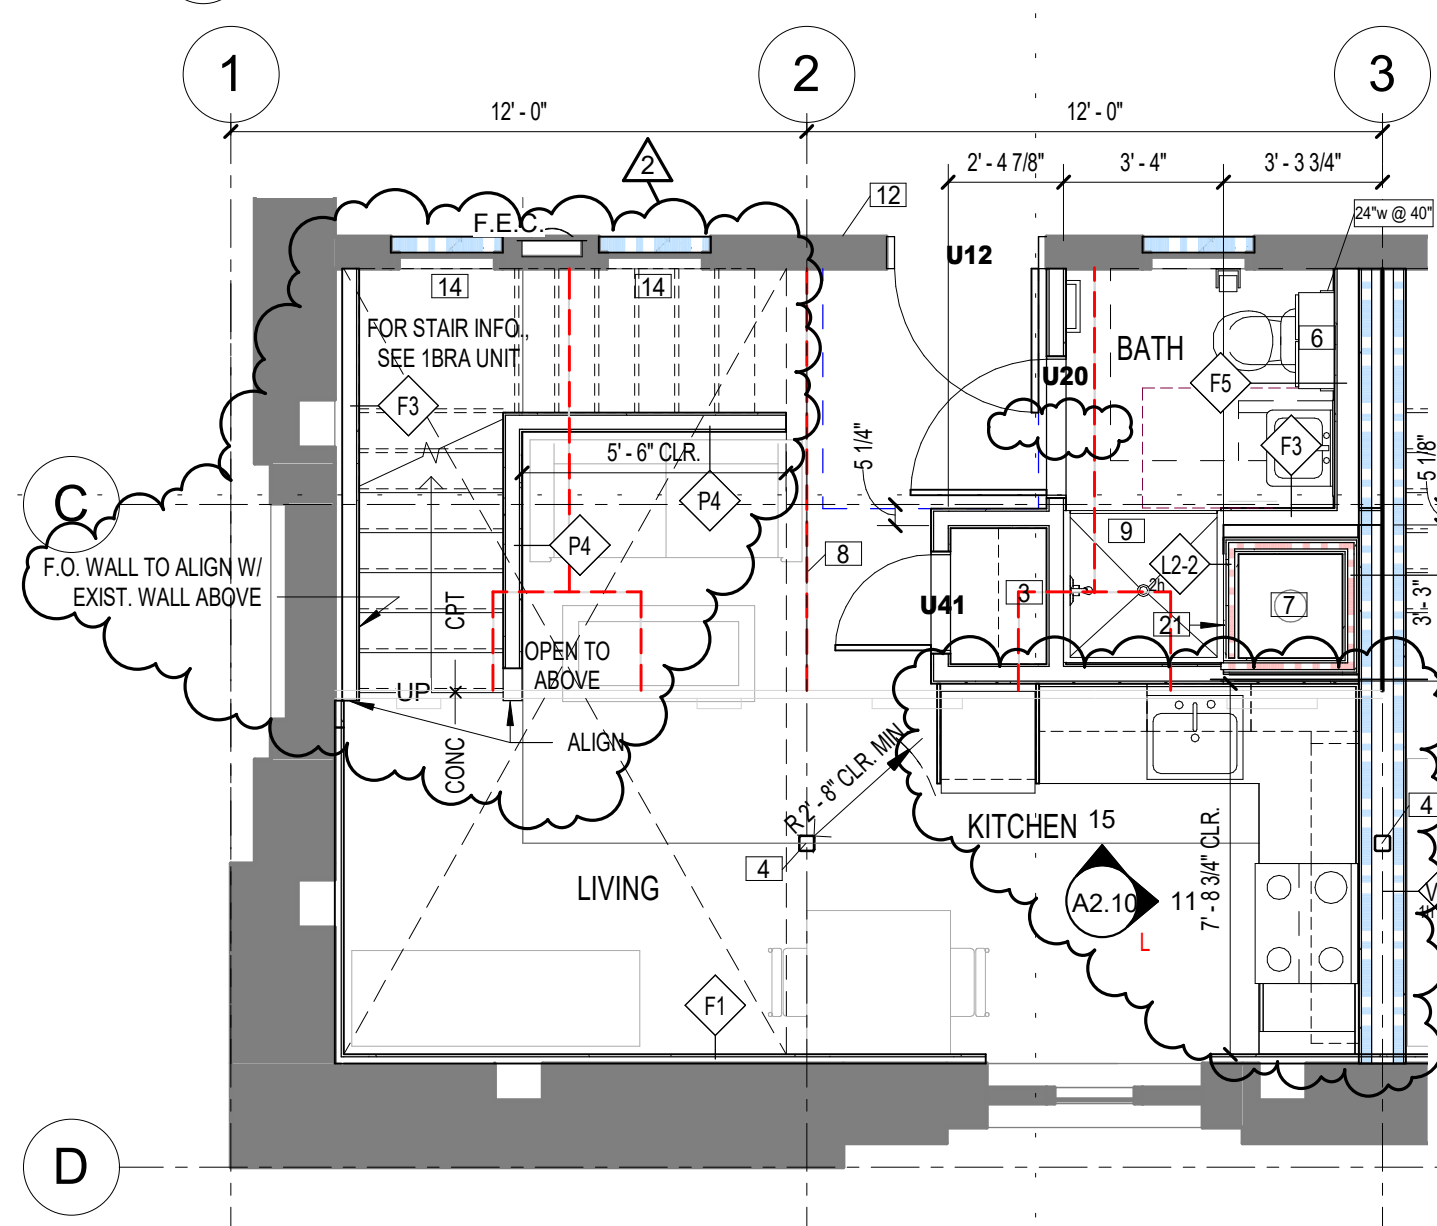 1
2
3
12' - 0"
12' - 0"
2
2' - 4 7/8"
3' - 4"
3' - 3 3/4"
12
24"w @ 40"
F.E.C.
U12
14
14
FOR STAIR INFO.,
SEE 1BRA UNIT
BATH
6
U20
F5
F3
F3
5' - 6" CLR.
5 1/4"
5 1/8"
P4
C
P4
9
8
L2-2
F.O. WALL TO ALIGN W/
EXIST. WALL ABOVE
CPT
U41
3
2h
7
21
3' - 3"
OPEN TO
ABOVE
UP
ALIGN
CONC
R 2' - 8" CLR. MIN
KITCHEN
15
4
4
7' - 8 3/4" CLR.
LIVING
A2.10
11
L
F1
D